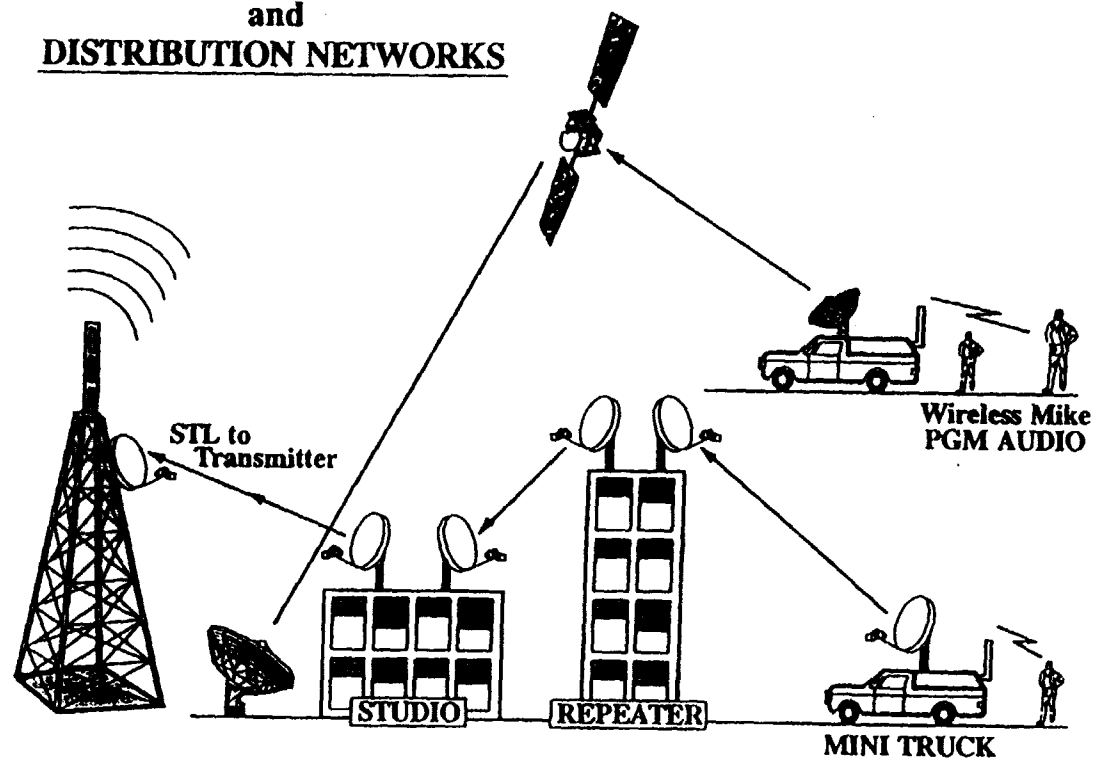 and
DISTRIBUTION NETWORKS
STL to
Transmitter
Wireless Mike
PGM AUDIO
STUDIO
REPEATER
MINI TRUCK